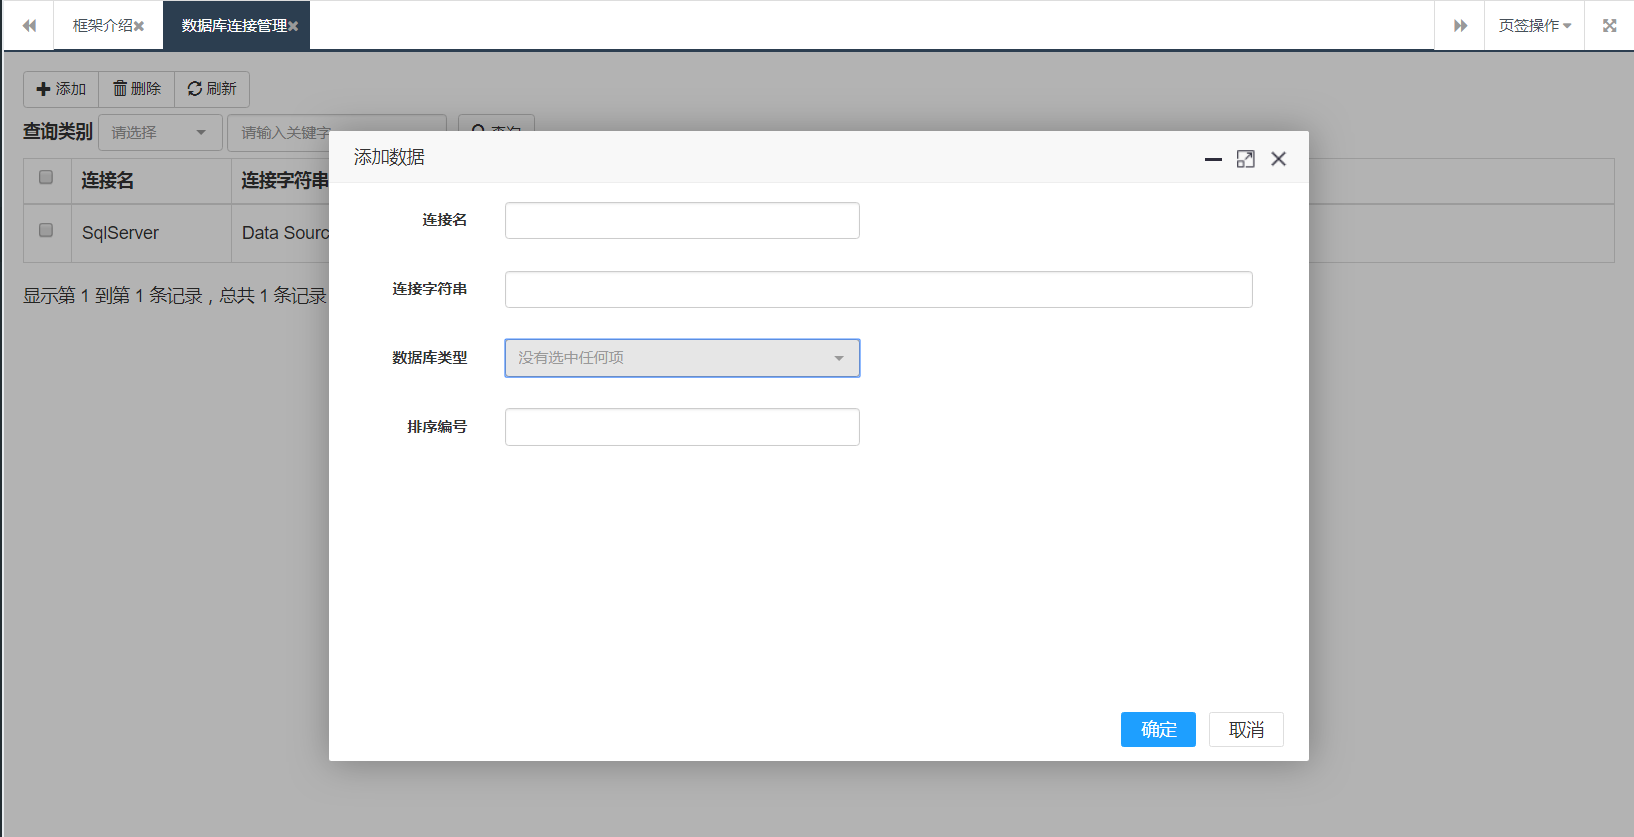 框架介绍
数据库连接管理
页签操作
添加
删除
刷新
查询类别
请选择
请输入关键字
查询
连接名
连接字符串
SqlServer
Data Sourc
显示第 1 到第 1 条记录，总共 1 条记录
添加数据
连接名
连接字符串
数据库类型
没有选中任何项
排序编号
确定
取消